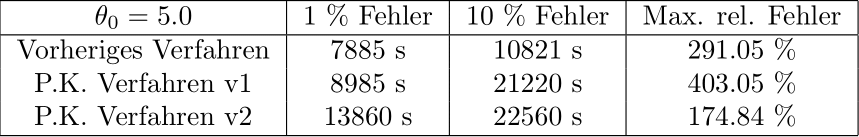 θ₀ = 5.0 1 % Fehler 10 % Fehler Max. rel. Fehler
Vorheriges Verfahren 7885 s 10821 s 291.05 %
P.K. Verfahren v1 8985 s 21220 s 403.05 %
P.K. Verfahren v2 13860 s 22560 s 174.84 %